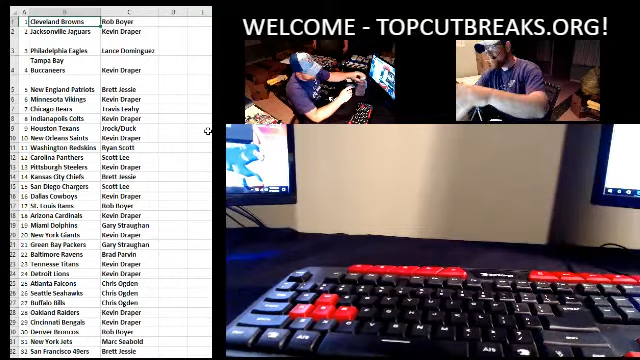 WELCOME - TOPCUTBREAKS.ORG!
A B C D E
1 Cleveland Browns Rob Boyer
2 Jacksonville Jaguars Kevin Draper
3 Philadelphia Eagles Lance Dominguez
Tampa Bay
4 Buccaneers Kevin Draper
5 New England Patriots Brett Jessie
6 Minnesota Vikings Kevin Draper
7 Chicago Bears Travis Leahy
8 Indianapolis Colts Kevin Draper
9 Houston Texans Jrock/Duck
10 New Orleans Saints Kevin Draper
11 Washington Redskins Ryan Scott
12 Carolina Panthers Scott Lee
13 Pittsburgh Steelers Kevin Draper
14 Kansas City Chiefs Brett Jessie
15 San Diego Chargers Scott Lee
16 Dallas Cowboys Kevin Draper
17 St. Louis Rams Rob Boyer
18 Arizona Cardinals Kevin Draper
19 Miami Dolphins Gary Straughan
20 New York Giants Kevin Draper
21 Green Bay Packers Gary Straughan
22 Baltimore Ravens Brad Parvin
23 Tennessee Titans Kevin Draper
24 Detroit Lions Kevin Draper
25 Atlanta Falcons Chris Ogden
26 Seattle Seahawks Chris Ogden
27 Buffalo Bills Chris Ogden
28 Oakland Raiders Kevin Draper
29 Cincinnati Bengals Kevin Draper
30 Denver Broncos Rob Boyer
31 New York Jets Marc Seabold
32 San Francisco 49ers Brett Jessie